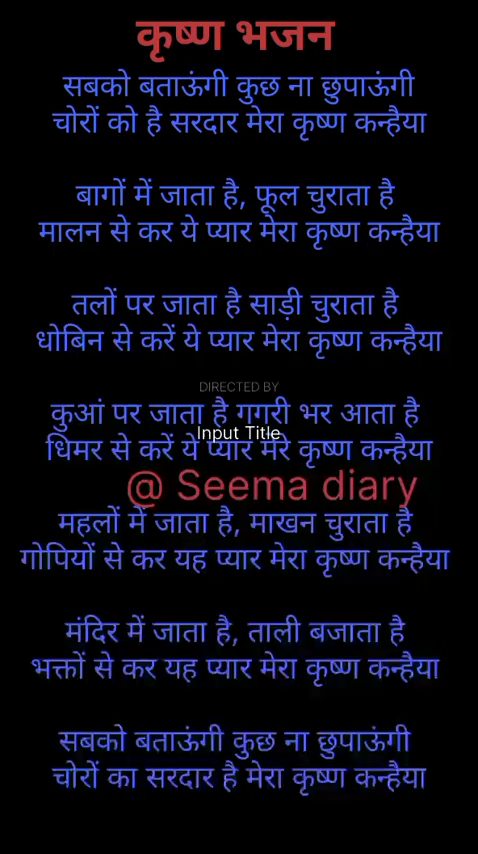 कृष्ण भजन
सबको बताऊंगी कुछ ना छुपाऊंगी
चोरों को है सरदार मेरा कृष्ण कन्हैया
बागों में जाता है, फूल चुराता है
मालन से कर ये प्यार मेरा कृष्ण कन्हैया
तलों पर जाता है साड़ी चुराता है
धोबिन से करें ये प्यार मेरा कृष्ण कन्हैया
DIRECTED BY
कुआं पर जाता है गगरी भर आता है
Input Title
धिमर से करें ये प्यार मेरे कृष्ण कन्हैया
@ Seema diary
महलों में जाता है, माखन चुराता है
गोपियों से कर यह प्यार मेरा कृष्ण कन्हैया
मंदिर में जाता है, ताली बजाता है
भक्तों से कर यह प्यार मेरा कृष्ण कन्हैया
सबको बताऊंगी कुछ ना छुपाऊंगी
चोरों का सरदार है मेरा कृष्ण कन्हैया